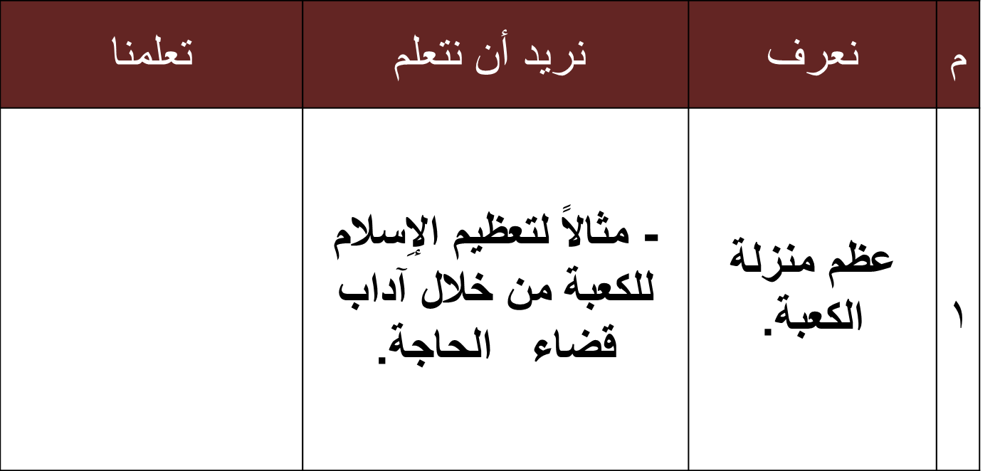 م نعرف نريد أن نتعلم تعلمنا
١
عظم منزلة
الكعبة.
- مثالاً لتعظيم الإِسلام
للكعبة من خلال آداب
قضاء الحاجة.